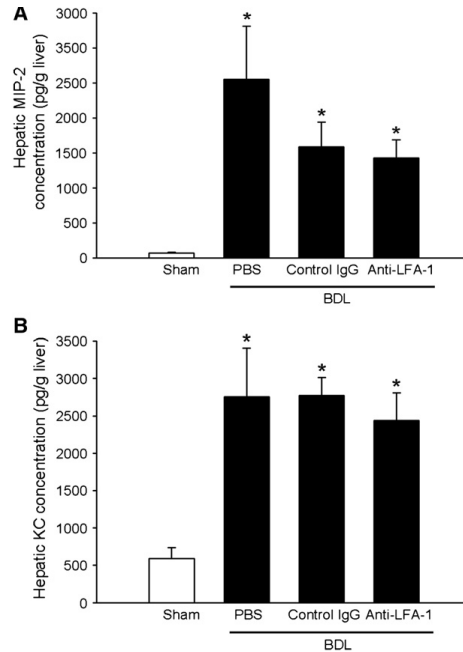 A
Hepatic MIP-2
concentration (pg/g liver)
3000
2500
2000
1500
1000
500
0
*
*
*
Sham
PBS
Control IgG
Anti-LFA-1
BDL
B
Hepatic KC concentration (pg/g liver)
3500
3000
2500
2000
1500
1000
500
0
*
*
*
Sham
PBS
Control IgG
Anti-LFA-1
BDL